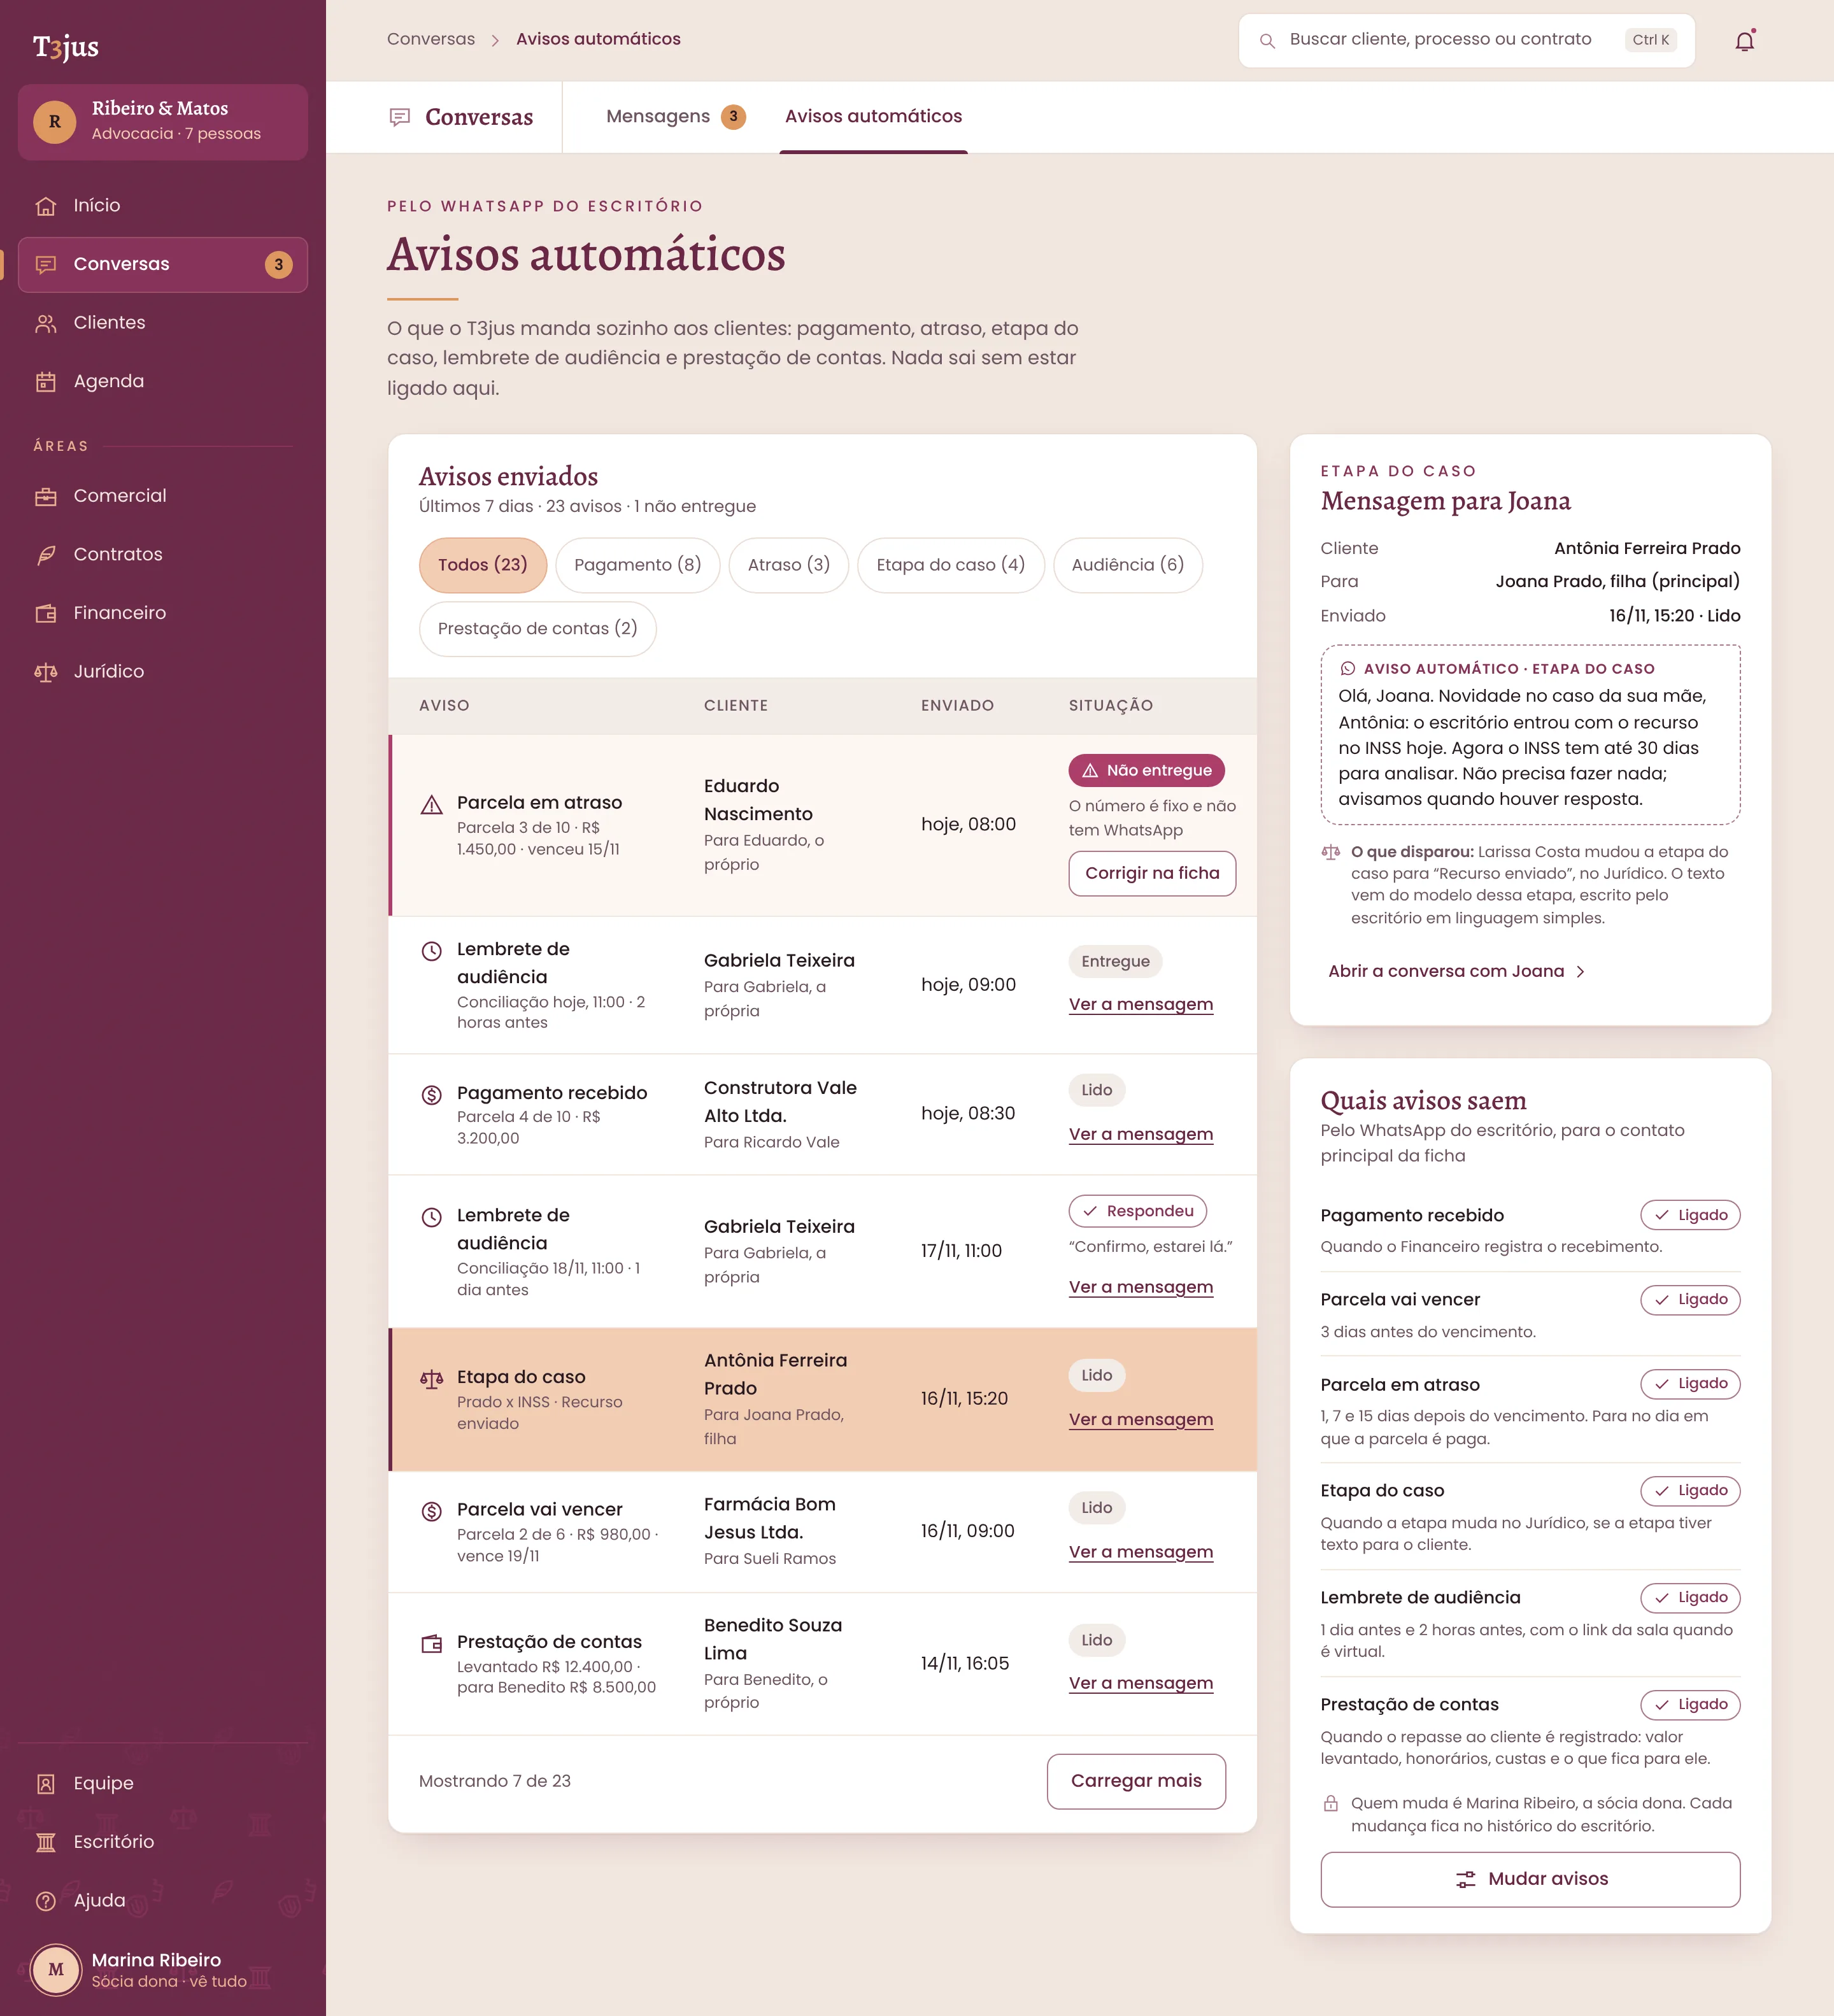 T3jus
R
Ribeiro & Matos
Advocacia · 7 pessoas
Início
Conversas
3
Clientes
Agenda
ÁREAS
Comercial
Contratos
Financeiro
Jurídico
Equipe
Escritório
Ajuda
M
Marina Ribeiro
Sócia dona · vê tudo
Conversas
Avisos automáticos
Buscar cliente, processo ou contrato
Ctrl K
Conversas
Mensagens
3
Avisos automáticos
PELO WHATSAPP DO ESCRITÓRIO
Avisos automáticos
O que o T3jus manda sozinho aos clientes: pagamento, atraso, etapa do
caso, lembrete de audiência e prestação de contas. Nada sai sem estar
ligado aqui.
Avisos enviados
Últimos 7 dias · 23 avisos · 1 não entregue
Todos (23)
Pagamento (8)
Atraso (3)
Etapa do caso (4)
Audiência (6)
Prestação de contas (2)
AVISO
CLIENTE
ENVIADO
SITUAÇÃO
Parcela em atraso
Parcela 3 de 10 · R$
1.450,00 · venceu 15/11
Eduardo
Nascimento
Para Eduardo, o
próprio
hoje, 08:00
Não entregue
O número é fixo e não
tem WhatsApp
Corrigir na ficha
Lembrete de
audiência
Conciliação hoje, 11:00 · 2
horas antes
Gabriela Teixeira
Para Gabriela, a
própria
hoje, 09:00
Entregue
Ver a mensagem
Pagamento recebido
Parcela 4 de 10 · R$
3.200,00
Construtora Vale
Alto Ltda.
Para Ricardo Vale
hoje, 08:30
Lido
Ver a mensagem
Lembrete de
audiência
Conciliação 18/11, 11:00 · 1
dia antes
Gabriela Teixeira
Para Gabriela, a
própria
17/11, 11:00
Respondeu
“Confirmo, estarei lá.”
Ver a mensagem
Etapa do caso
Prado x INSS · Recurso
enviado
Antônia Ferreira
Prado
Para Joana Prado,
filha
16/11, 15:20
Lido
Ver a mensagem
Parcela vai vencer
Parcela 2 de 6 · R$ 980,00 ·
vence 19/11
Farmácia Bom
Jesus Ltda.
Para Sueli Ramos
16/11, 09:00
Lido
Ver a mensagem
Prestação de contas
Levantado R$ 12.400,00 ·
para Benedito R$ 8.500,00
Benedito Souza
Lima
Para Benedito, o
próprio
14/11, 16:05
Lido
Ver a mensagem
Mostrando 7 de 23
Carregar mais
ETAPA DO CASO
Mensagem para Joana
Cliente
Antônia Ferreira Prado
Para
Joana Prado, filha (principal)
Enviado
16/11, 15:20 · Lido
AVISO AUTOMÁTICO · ETAPA DO CASO
Olá, Joana. Novidade no caso da sua mãe,
Antônia: o escritório entrou com o recurso
no INSS hoje. Agora o INSS tem até 30 dias
para analisar. Não precisa fazer nada;
avisamos quando houver resposta.
O que disparou: Larissa Costa mudou a etapa do
caso para “Recurso enviado”, no Jurídico. O texto
vem do modelo dessa etapa, escrito pelo
escritório em linguagem simples.
Abrir a conversa com Joana
Quais avisos saem
Pelo WhatsApp do escritório, para o contato
principal da ficha
Pagamento recebido
Ligado
Quando o Financeiro registra o recebimento.
Parcela vai vencer
Ligado
3 dias antes do vencimento.
Parcela em atraso
Ligado
1, 7 e 15 dias depois do vencimento. Para no dia em
que a parcela é paga.
Etapa do caso
Ligado
Quando a etapa muda no Jurídico, se a etapa tiver
texto para o cliente.
Lembrete de audiência
Ligado
1 dia antes e 2 horas antes, com o link da sala quando
é virtual.
Prestação de contas
Ligado
Quando o repasse ao cliente é registrado: valor
levantado, honorários, custas e o que fica para ele.
Quem muda é Marina Ribeiro, a sócia dona. Cada
mudança fica no histórico do escritório.
Mudar avisos